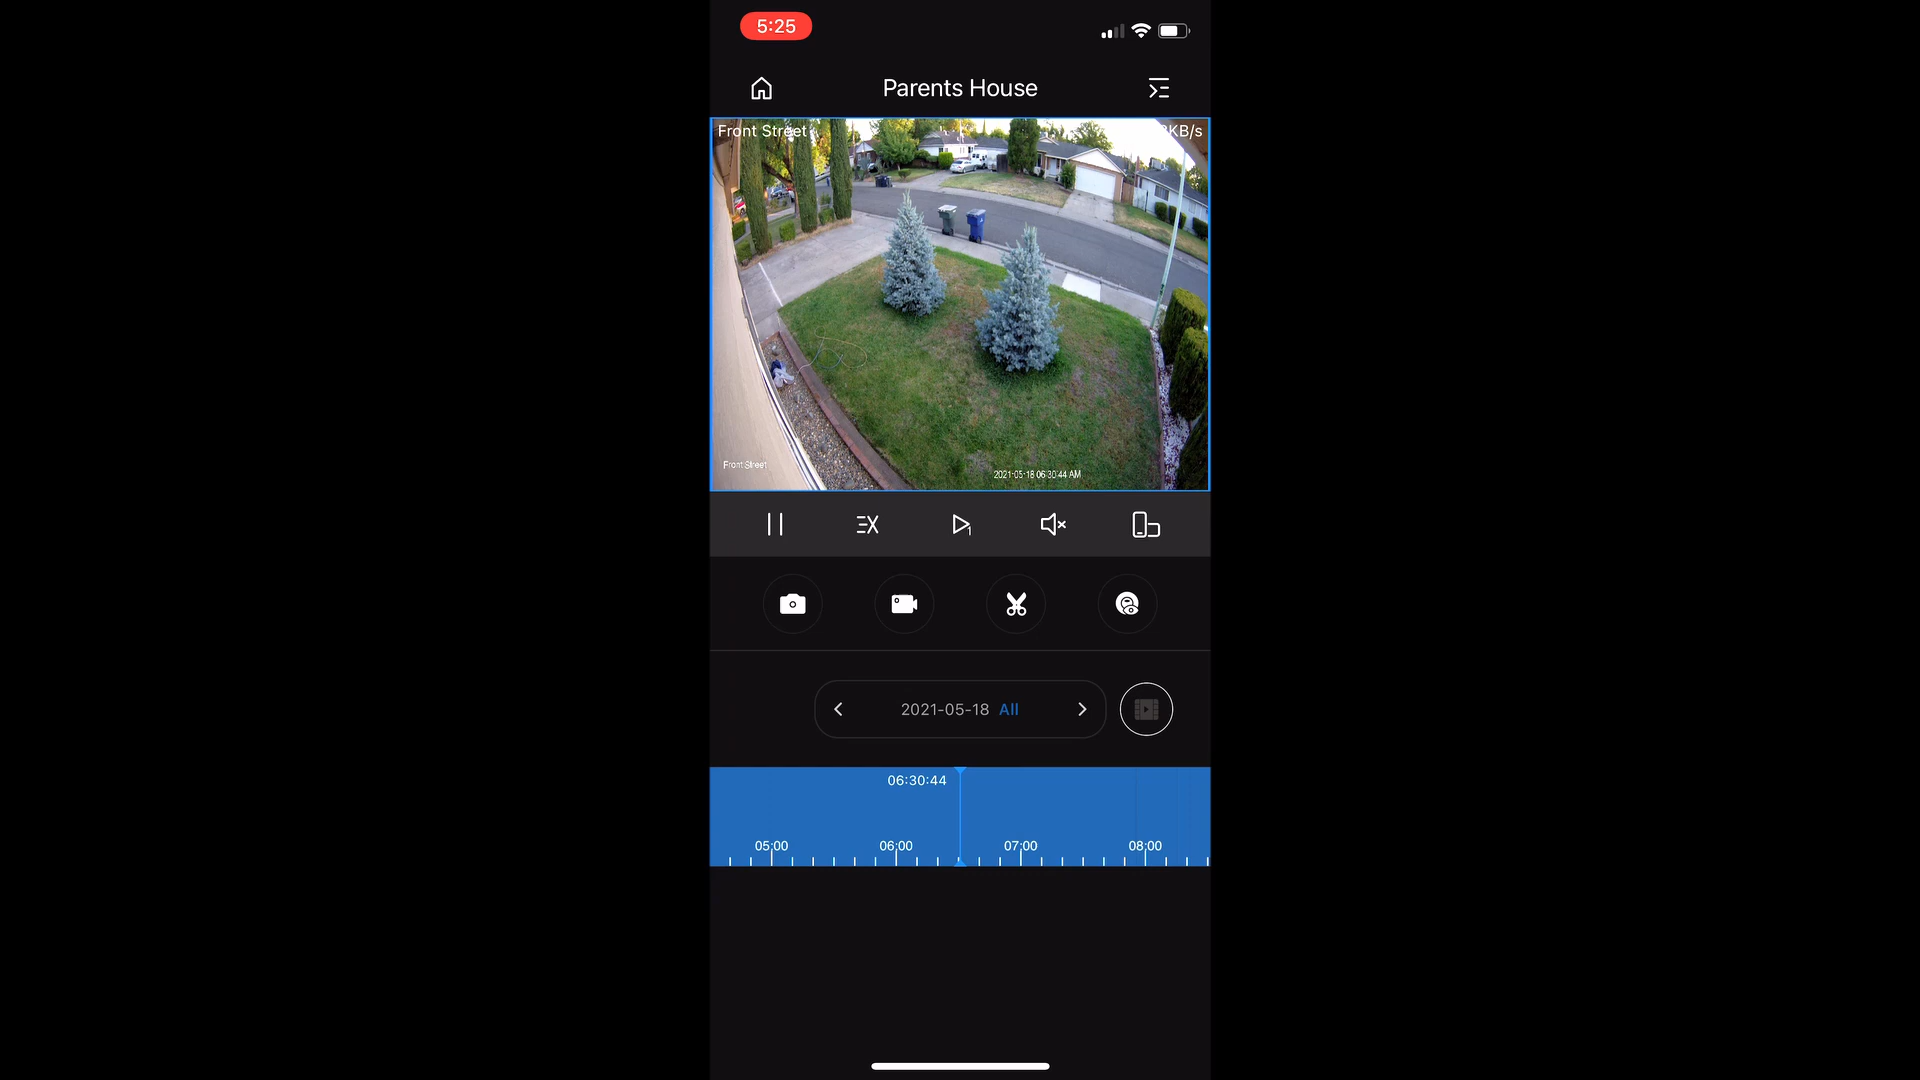 5:25
Parents House
Front Street
KB/s
Front Street
2021-05-18 06:30:44 AM
1
2021-05-18 All
06:30:44
05:00 06:00 07:00 08:00